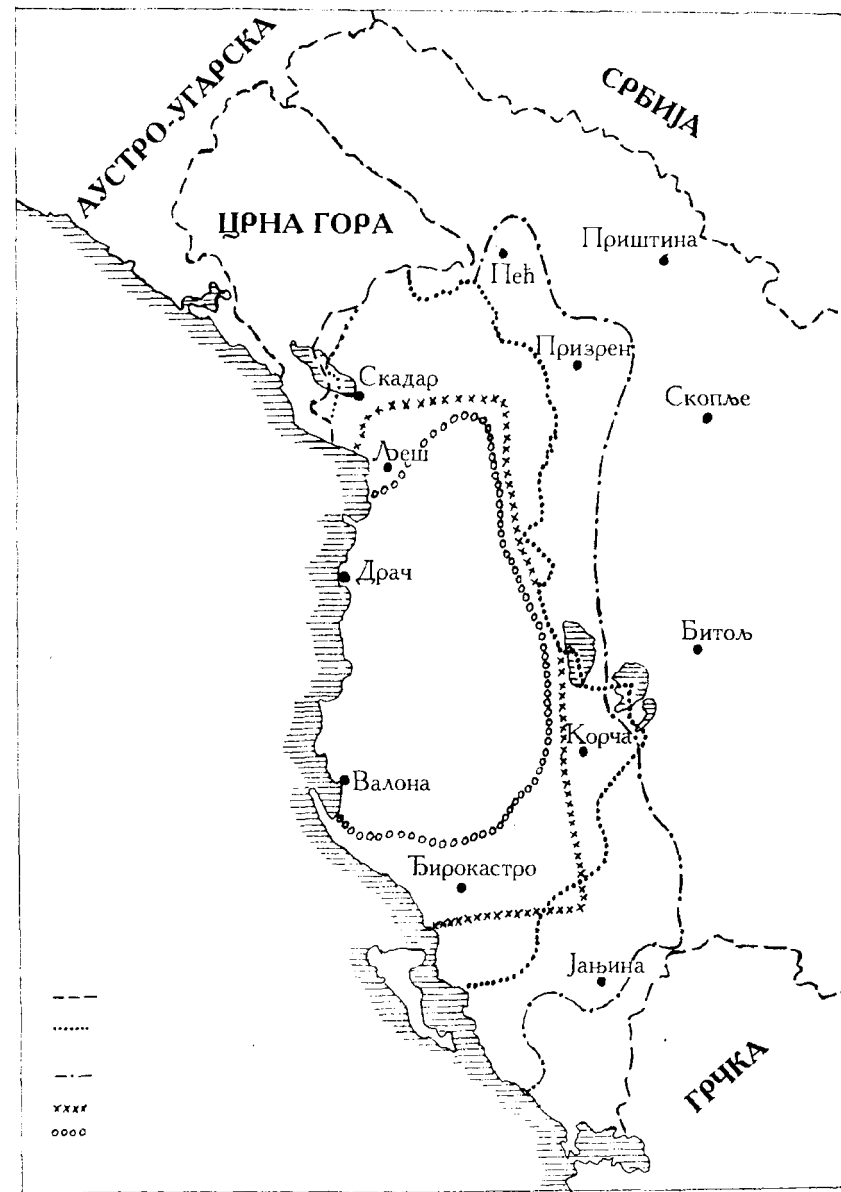 АУСТРО-УГАРСКА
СРБИЈА
ЦРНА ГОРА
Приштина
Пећ
Призрен
Скадар
Скопље
Љеш
Драч
Битољ
Корча
Валона
Ђирокастро
Јањина
ГРЧКА